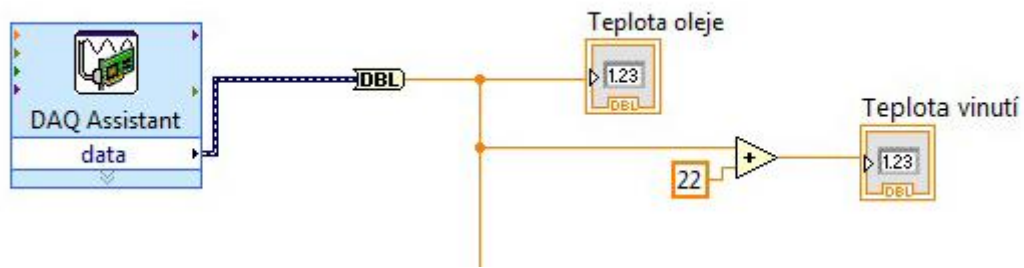 Teplota oleje
DBL
1.23
DBL
DAQ Assistant
data
Teplota vinutí
+
22
1.23
DBL